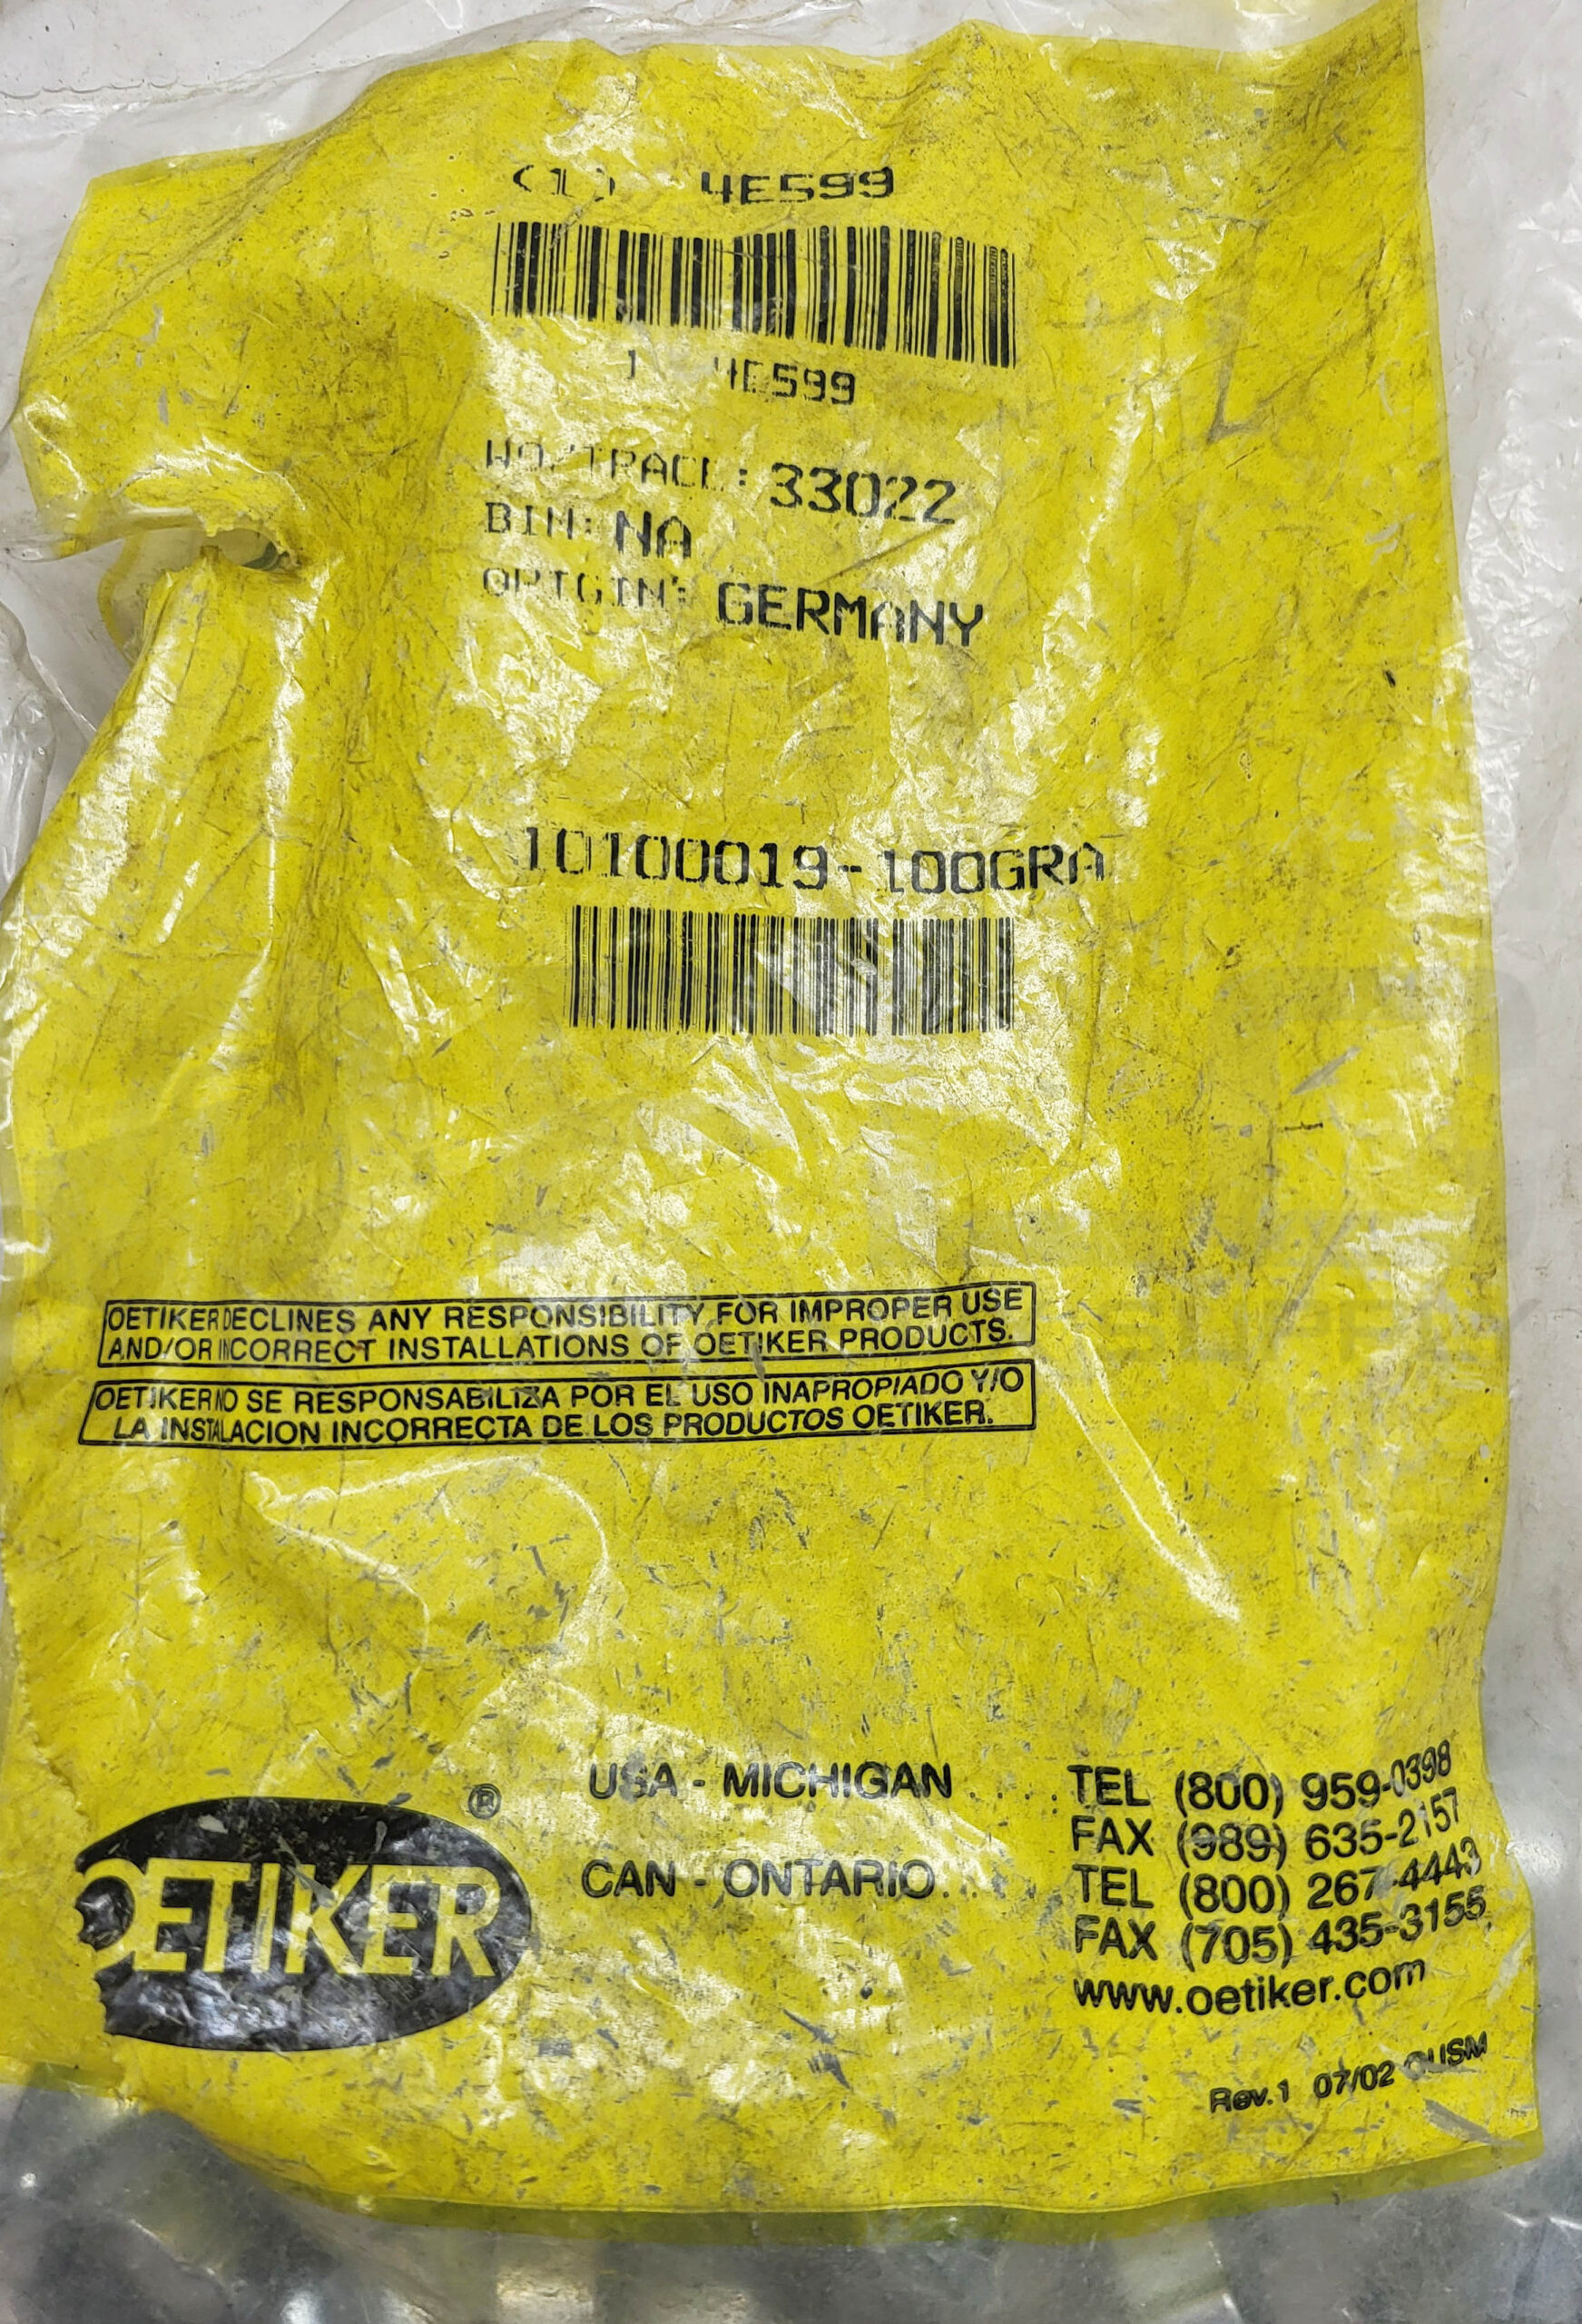 (1) 4E599
1 4E599
WO/TRACE: 33022
BIN: NA
ORIGIN: GERMANY
10100019-100GRA
OETIKER DECLINES ANY RESPONSIBILITY FOR IMPROPER USE
AND/OR INCORRECT INSTALLATIONS OF OETIKER PRODUCTS.
OETIKER NO SE RESPONSABILIZA POR EL USO INAPROPIADO Y/O
LA INSTALACION INCORRECTA DE LOS PRODUCTOS OETIKER.
OETIKER ®
USA - MICHIGAN .... TEL (800) 959-0398
FAX (989) 635-2157
CAN - ONTARIO.... TEL (800) 267-4443
FAX (705) 435-3155
www.oetiker.com
Rev.1 07/02 OUSM